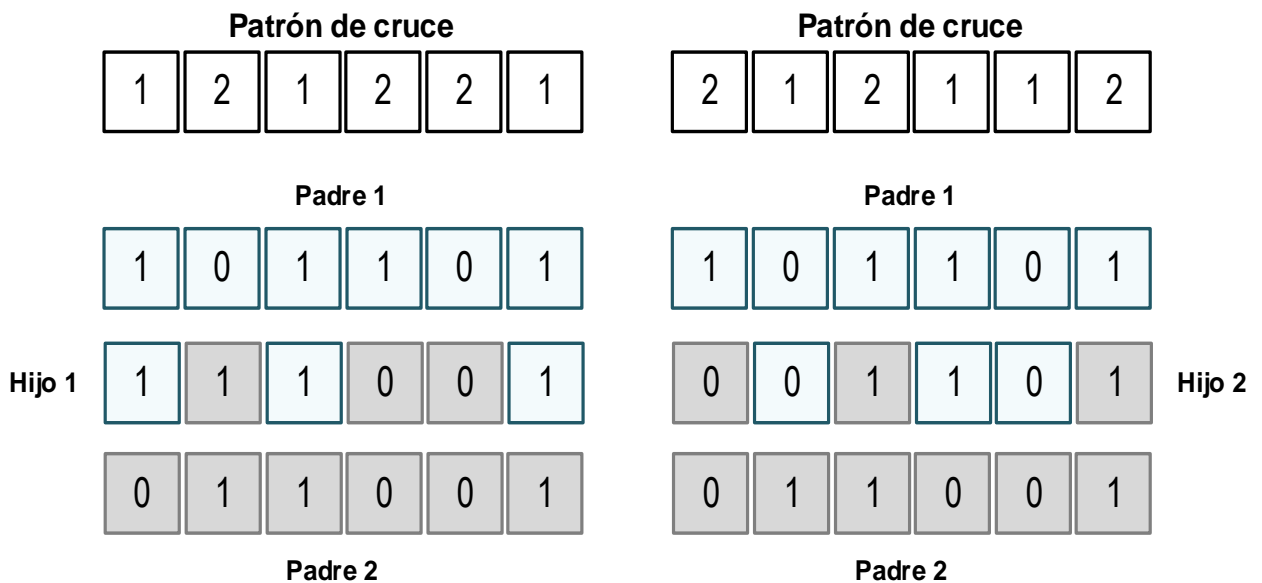 Patrón de cruce Patrón de cruce
1 2 1 2 2 1 2 1 2 1 1 2
Padre 1 Padre 1
1 0 1 1 0 1 1 0 1 1 0 1
Hijo 1 1 1 1 0 0 1 0 0 1 1 0 1 Hijo 2
0 1 1 0 0 1 0 1 1 0 0 1
Padre 2 Padre 2